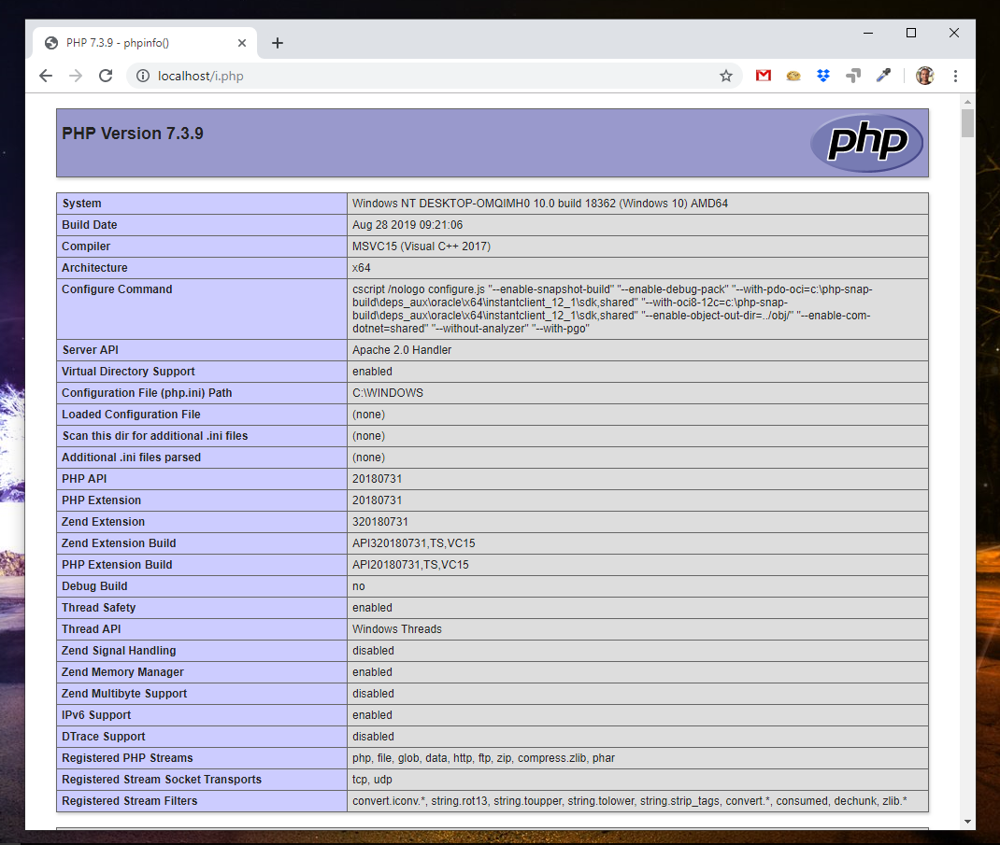 PHP 7.3.9 - phpinfo()
localhost/i.php
PHP Version 7.3.9
php
System Windows NT DESKTOP-OMQIMH0 10.0 build 18362 (Windows 10) AMD64
Build Date Aug 28 2019 09:21:06
Compiler MSVC15 (Visual C++ 2017)
Architecture x64
Configure Command cscript /nologo configure.js "--enable-snapshot-build" "--enable-debug-pack" "--with-pdo-oci=c:\php-snap-
build\deps_aux\oracle\x64\instantclient_12_1\sdk,shared" "--with-oci8-12c=c:\php-snap-
build\deps_aux\oracle\x64\instantclient_12_1\sdk,shared" "--enable-object-out-dir=../obj/" "--enable-com-
dotnet=shared" "--without-analyzer" "--with-pgo"
Server API Apache 2.0 Handler
Virtual Directory Support enabled
Configuration File (php.ini) Path C:\WINDOWS
Loaded Configuration File (none)
Scan this dir for additional .ini files (none)
Additional .ini files parsed (none)
PHP API 20180731
PHP Extension 20180731
Zend Extension 320180731
Zend Extension Build API320180731,TS,VC15
PHP Extension Build API20180731,TS,VC15
Debug Build no
Thread Safety enabled
Thread API Windows Threads
Zend Signal Handling disabled
Zend Memory Manager enabled
Zend Multibyte Support disabled
IPv6 Support enabled
DTrace Support disabled
Registered PHP Streams php, file, glob, data, http, ftp, zip, compress.zlib, phar
Registered Stream Socket Transports tcp, udp
Registered Stream Filters convert.iconv.*, string.rot13, string.toupper, string.tolower, string.strip_tags, convert.*, consumed, dechunk, zlib.*